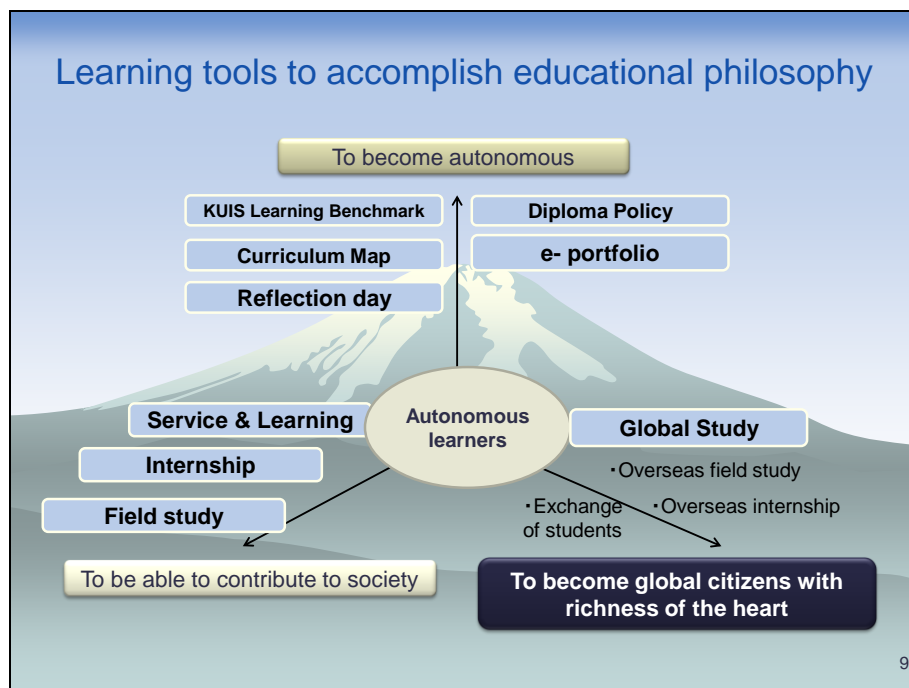 Learning tools to accomplish educational philosophy
To become autonomous
KUIS Learning Benchmark
Diploma Policy
Curriculum Map
e- portfolio
Reflection day
Service & Learning
Autonomous
learners
Global Study
Internship
・Overseas field study
Field study
・Exchange
of students
・Overseas internship
To be able to contribute to society
To become global citizens with
richness of the heart
9